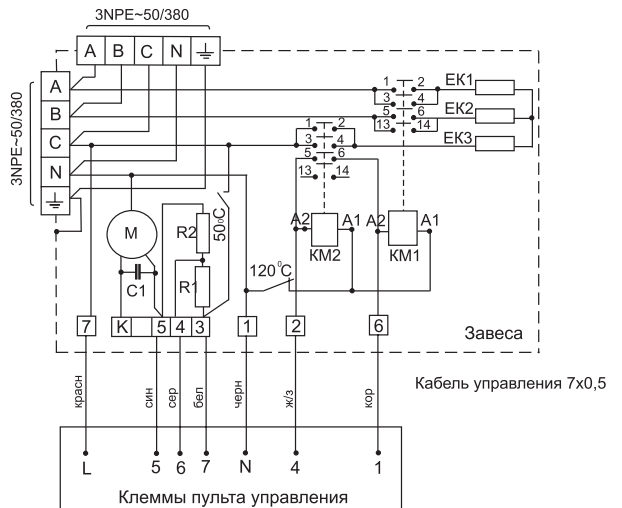 3NPE~50/380
A B C N
3NPE~50/380
A
B
C
N
1 2
3 4
5 6
13 14
EK1
EK2
EK3
1 2
3 4
5 6
13 14
M
C1
R2
R1
50⁰C
120⁰C
A2 A1
KM2
A2 A1
KM1
7 K 5 4 3 1 2 6
Завеса
красн
син
сер
бел
черн
ж/з
кор
Кабель управления 7x0,5
L 5 6 7 N 4 1
Клеммы пульта управления